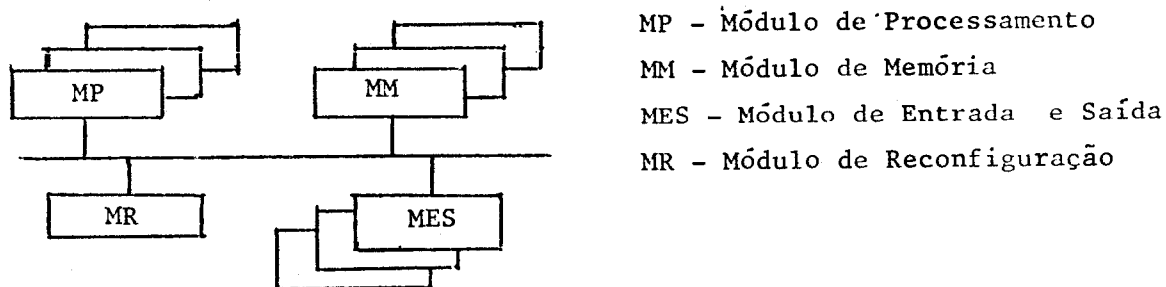 MP
MM
MR
MES
MP - Módulo de Processamento
MM - Módulo de Memória
MES - Módulo de Entrada e Saída
MR - Módulo de Reconfiguração